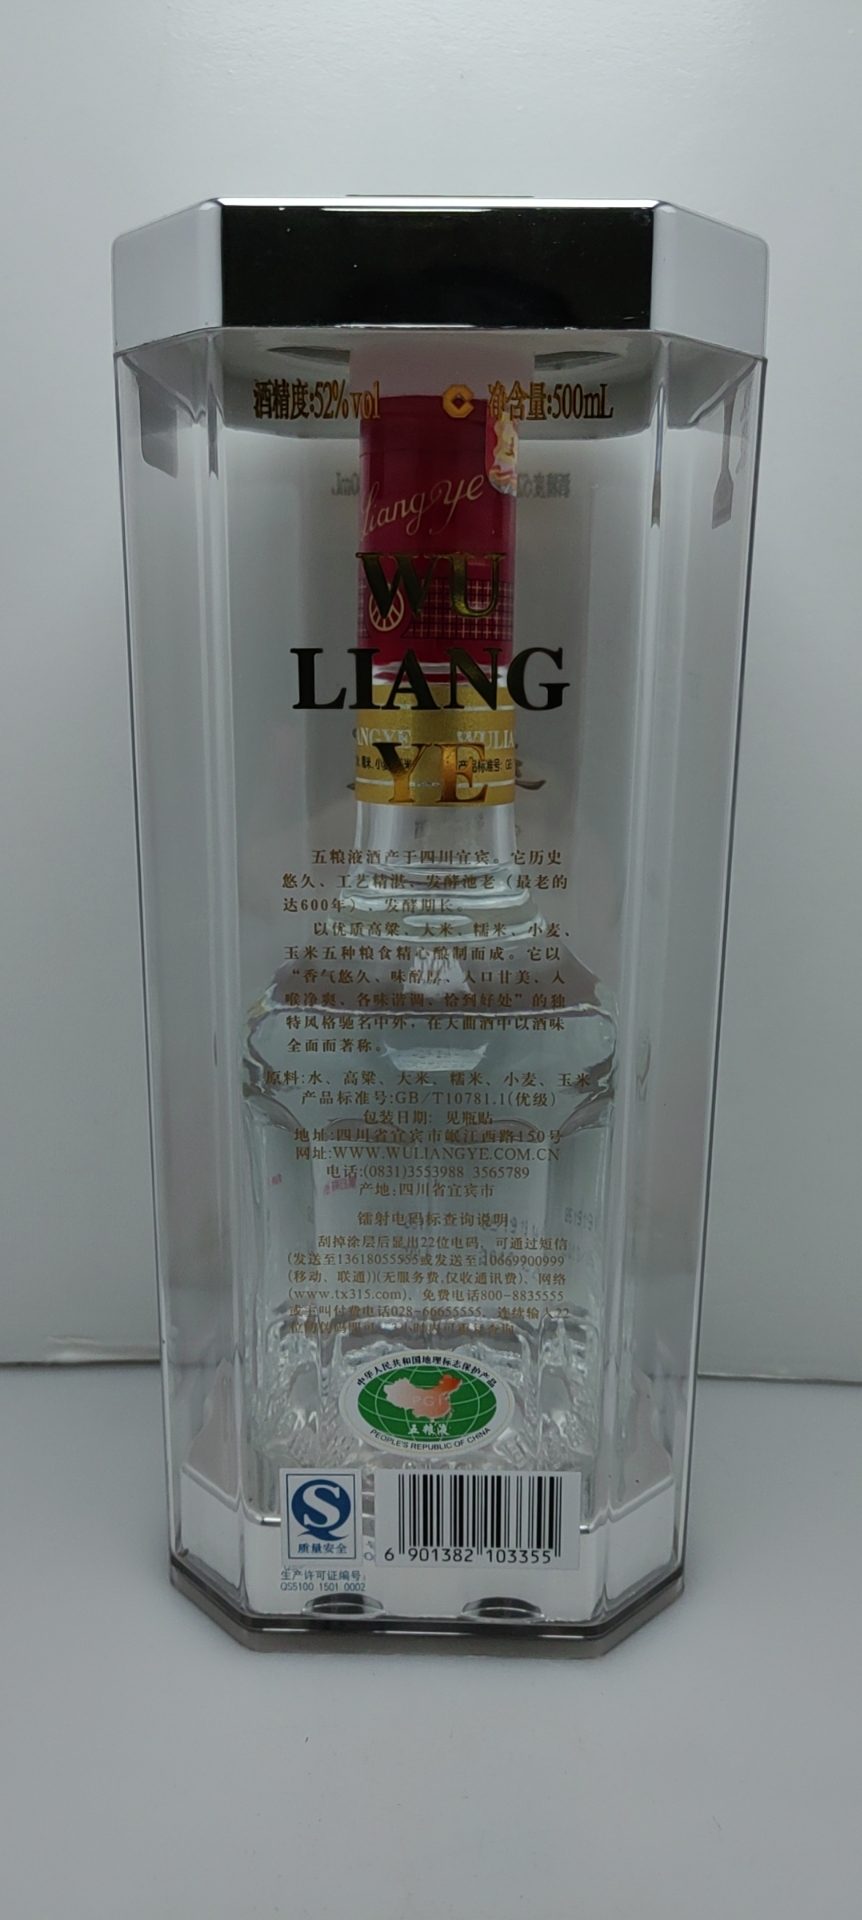 酒精度:52%vol 净含量:500mL
liangye
WU
LIANG
YE
ANGYE WULIA
产品标准号: GB
五粮液酒产于四川宜宾。它历史
悠久、工艺精湛、发酵池老（最老的
达600年）、发酵期长。
以优质高粱、大米、糯米、小麦、
玉米五种粮食精心酿制而成。它以
“香气悠久、味醇厚、入口甘美、入
喉净爽、各味谐调、恰到好处”的独
特风格驰名中外，在大曲酒中以酒味
全面而著称。
原料:水、高粱、大米、糯米、小麦、玉米
产品标准号:GB/T10781.1(优级)
包装日期: 见瓶贴
地址:四川省宜宾市岷江西路150号
网址:WWW.WULIANGYE.COM.CN
电话:(0831)3553988 3565789
产地:四川省宜宾市
镭射电码标查询说明
刮掉涂层后显出22位电码，可通过短信
(发送至13618055555或发送至:10669900999
(移动、联通))(无服务费,仅收通讯费)、网络
(www.tx315.com)、免费电话800-8835555
或主叫付费电话028-66655555，连续输入22
中华人民共和国地理标志保护产品
PGI
五粮液
PEOPLE'S REPUBLIC OF CHINA
质量安全
6 901382 103355
生产许可证编号:
QS5100 1501 0002